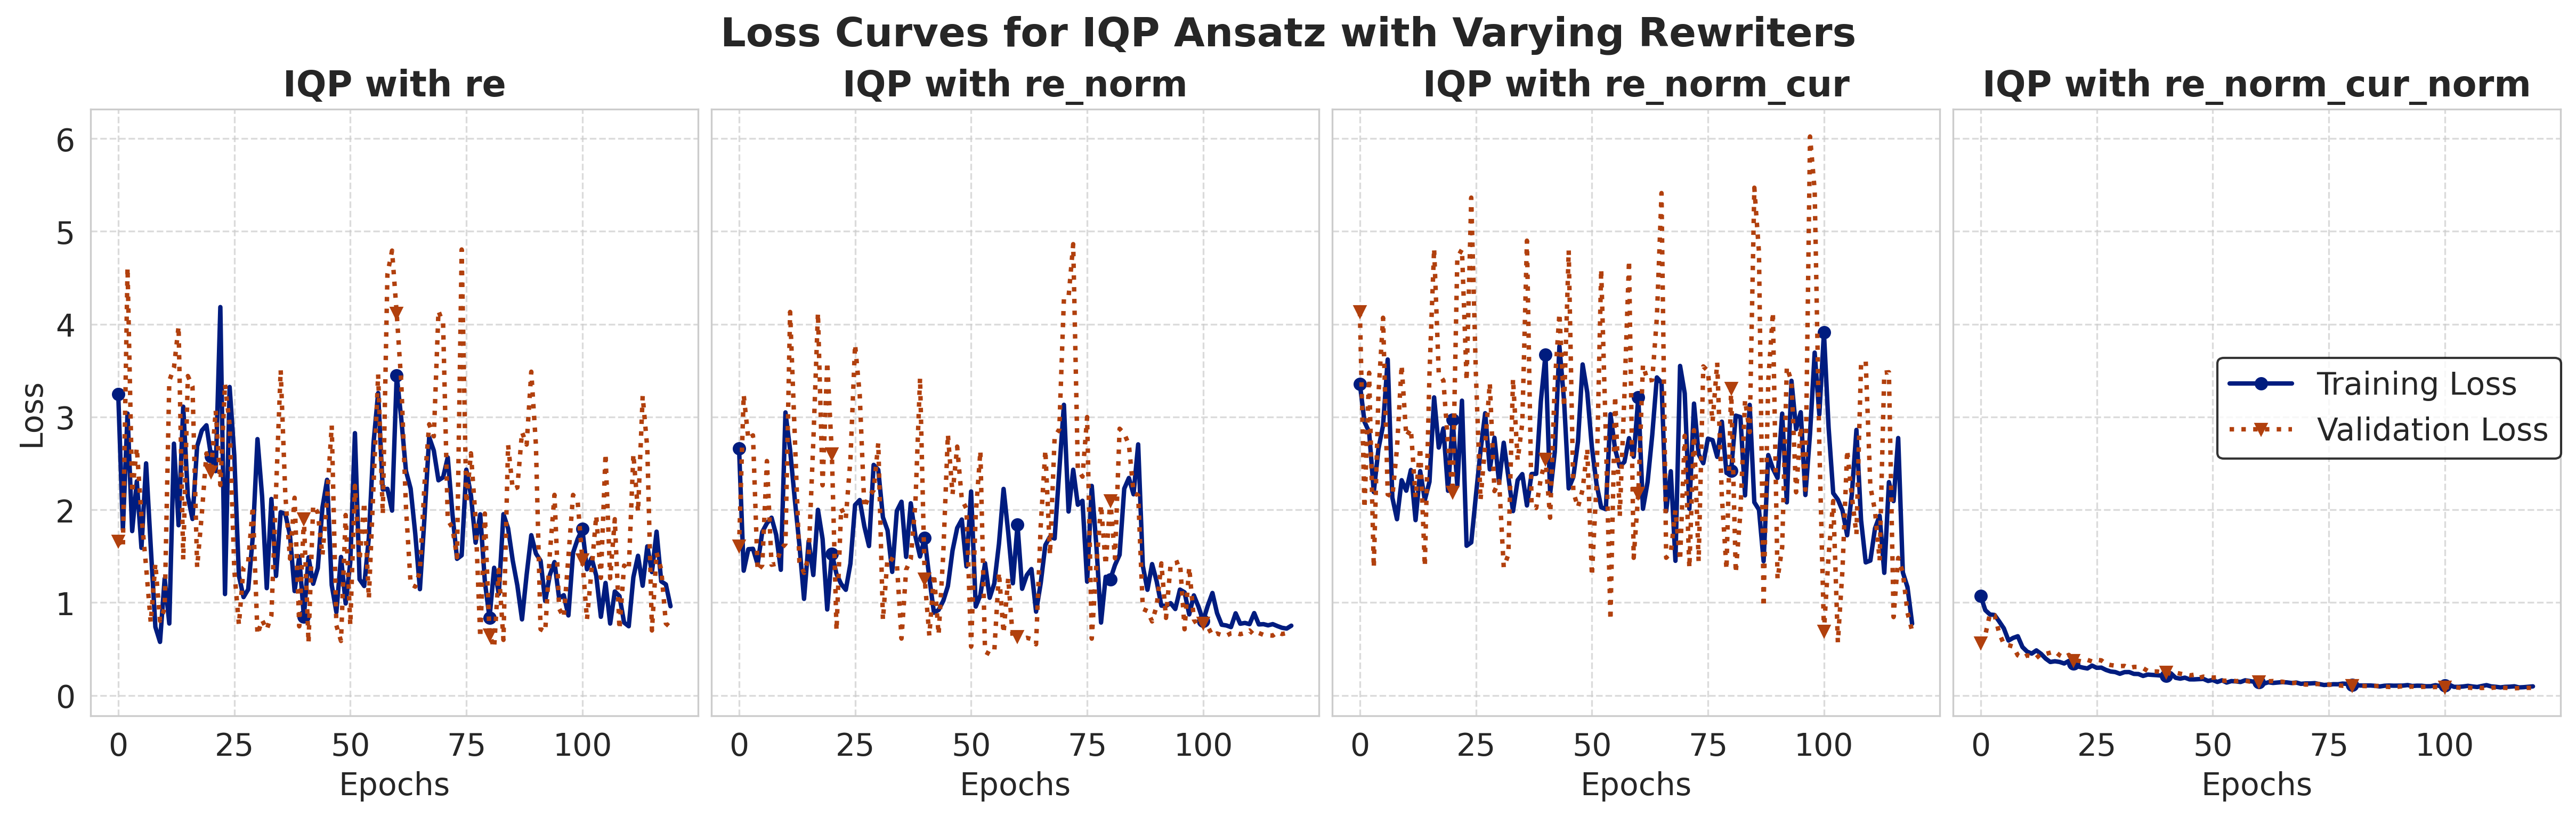 Loss Curves for IQP Ansatz with Varying Rewriters
IQP with re
IQP with re_norm
IQP with re_norm_cur
IQP with re_norm_cur_norm
Loss
6
5
4
3
2
1
0
Training Loss
Validation Loss
0 25 50 75 100
0 25 50 75 100
0 25 50 75 100
0 25 50 75 100
Epochs
Epochs
Epochs
Epochs